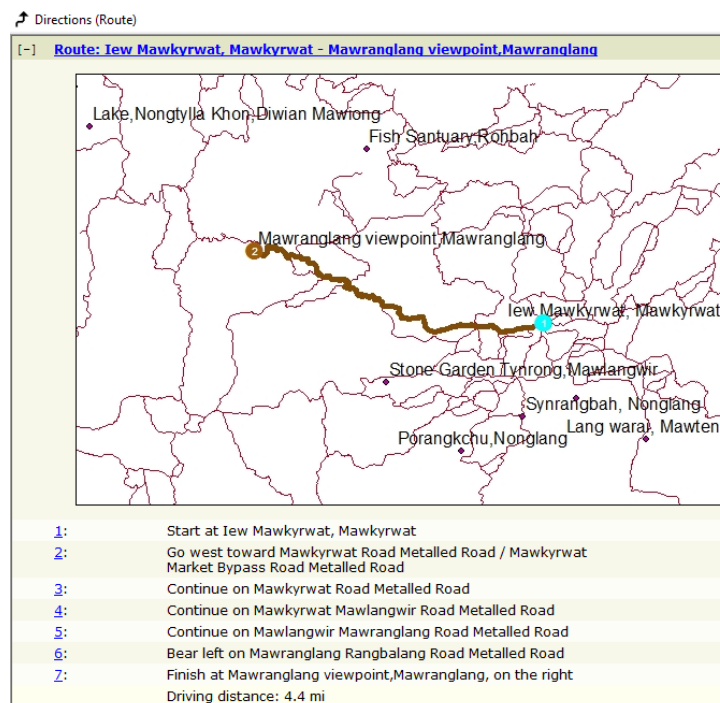 Directions (Route)
[-] Route: Iew Mawkyrwat, Mawkyrwat - Mawranglang viewpoint,Mawranglang
Lake,Nongtylla Khon,Diwian Mawiong
Fish Santuary,Rohbah
2
Mawranglang viewpoint,Mawranglang
Iew Mawkyrwat, Mawkyrwat
1
Stone Garden Tynrong,Mawlangwir
Synrangbah, Nonglang
Lang warar, Mawten
Porangkchu,Nonglang
1: Start at Iew Mawkyrwat, Mawkyrwat
2: Go west toward Mawkyrwat Road Metalled Road / Mawkyrwat
Market Bypass Road Metalled Road
3: Continue on Mawkyrwat Road Metalled Road
4: Continue on Mawkyrwat Mawlangwir Road Metalled Road
5: Continue on Mawlangwir Mawranglang Road Metalled Road
6: Bear left on Mawranglang Rangbalang Road Metalled Road
7: Finish at Mawranglang viewpoint,Mawranglang, on the right
Driving distance: 4.4 mi